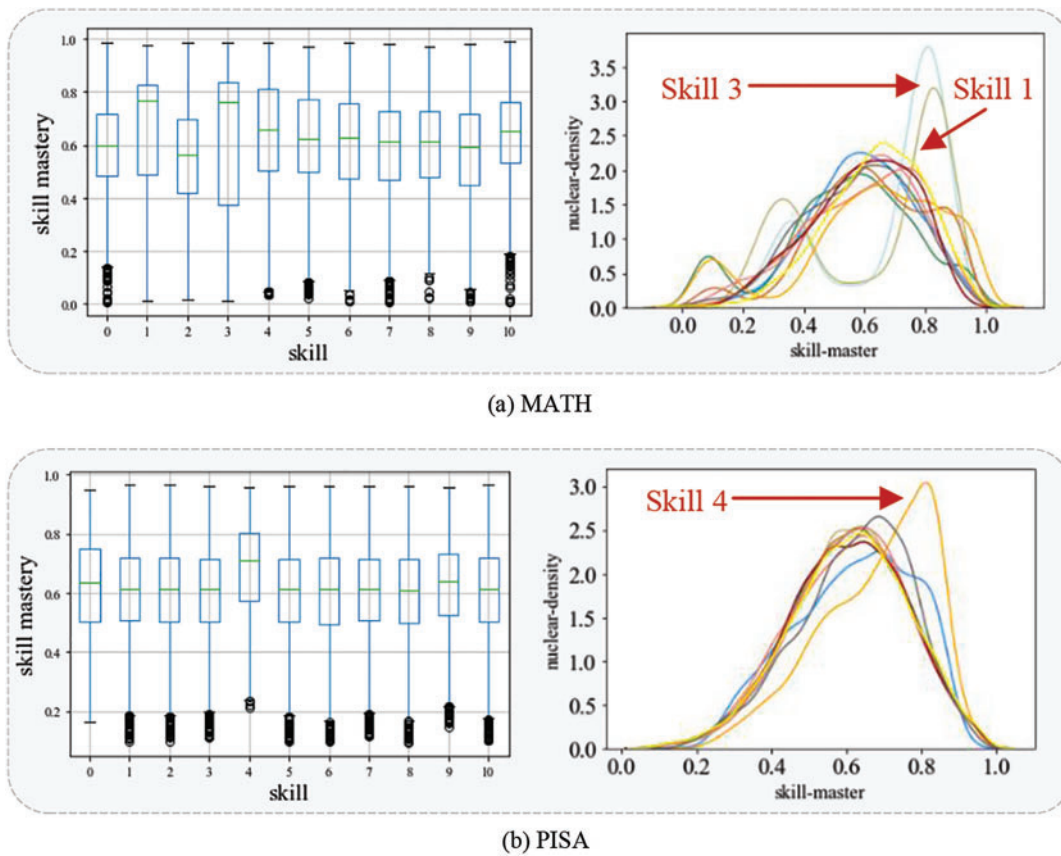 1.0
0.8
0.6
0.4
0.2
0.0
skill mastery
0 1 2 3 4 5 6 7 8 9 10
skill
3.5
3.0
2.5
2.0
1.5
1.0
0.5
0.0
nuclear-density
Skill 3
Skill 1
0.0 0.2 0.4 0.6 0.8 1.0
skill-master
(a) MATH
1.0
0.8
0.6
0.4
0.2
skill mastery
0 1 2 3 4 5 6 7 8 9 10
skill
3.0
2.5
2.0
1.5
1.0
0.5
0.0
nuclear-density
Skill 4
0.0 0.2 0.4 0.6 0.8 1.0
skill-master
(b) PISA